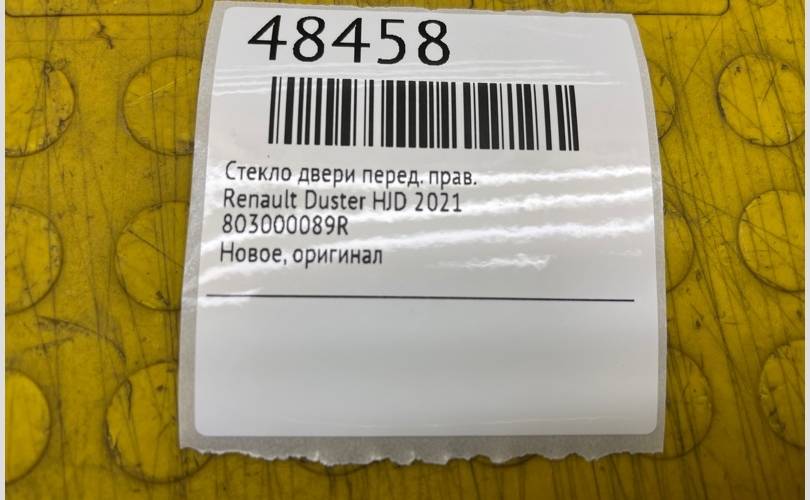 48458
Стекло двери перед. прав.
Renault Duster HJD 2021
803000089R
Новое, оригинал